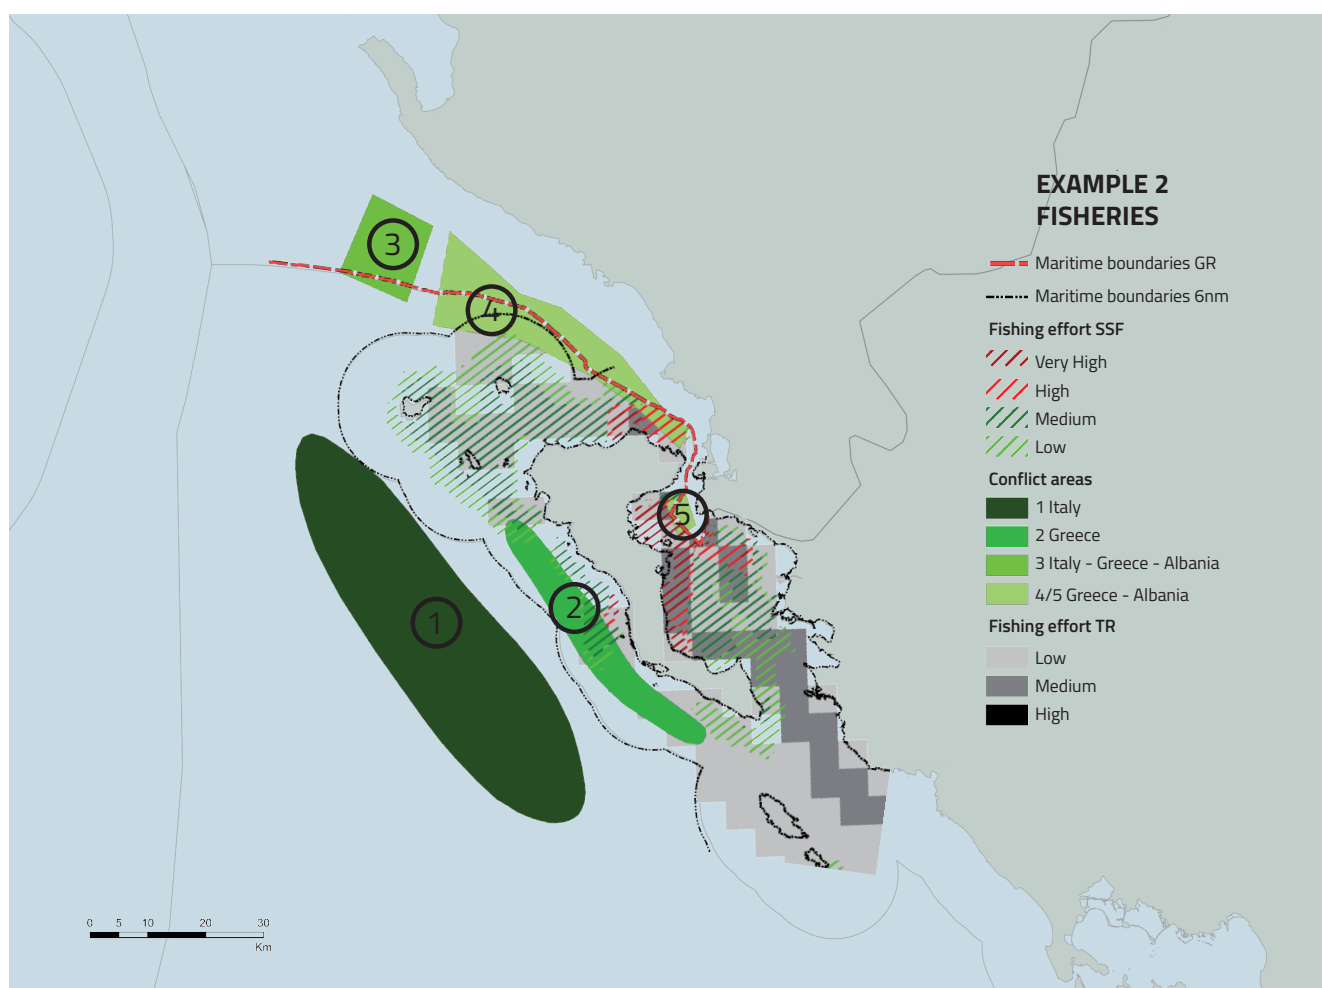 EXAMPLE 2
FISHERIES
Maritime boundaries GR
Maritime boundaries 6nm
Fishing effort SSF
Very High
High
Medium
Low
Conflict areas
1 Italy
2 Greece
3 Italy - Greece - Albania
4/5 Greece - Albania
Fishing effort TR
Low
Medium
High
3
4
5
2
1
0 5 10 20 30
Km